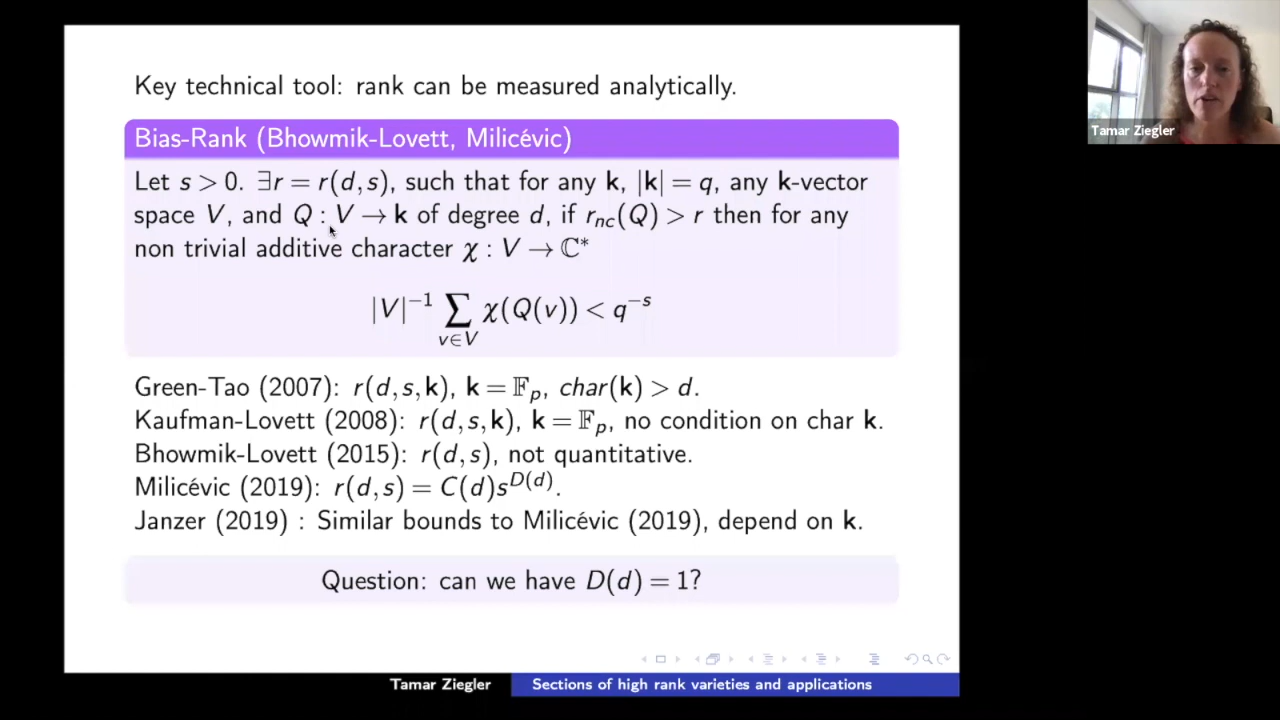 Key technical tool: rank can be measured analytically.
Bias-Rank (Bhowmik-Lovett, Milicévic)
Let s > 0. ∃r = r(d, s), such that for any k, |k| = q, any k-vector
space V, and Q : V → k of degree d, if r_{nc}(Q) > r then for any
non trivial additive character χ : V → ℂ*
|V|^{-1} ∑_{v∈V} χ(Q(v)) < q^{-s}
Green-Tao (2007): r(d, s, k), k = 𝔽_p, char(k) > d.
Kaufman-Lovett (2008): r(d, s, k), k = 𝔽_p, no condition on char k.
Bhowmik-Lovett (2015): r(d, s), not quantitative.
Milicévic (2019): r(d, s) = C(d)s^{D(d)}.
Janzer (2019) : Similar bounds to Milicévic (2019), depend on k.
Question: can we have D(d) = 1?
Tamar Ziegler
Sections of high rank varieties and applications
Tamar Ziegler